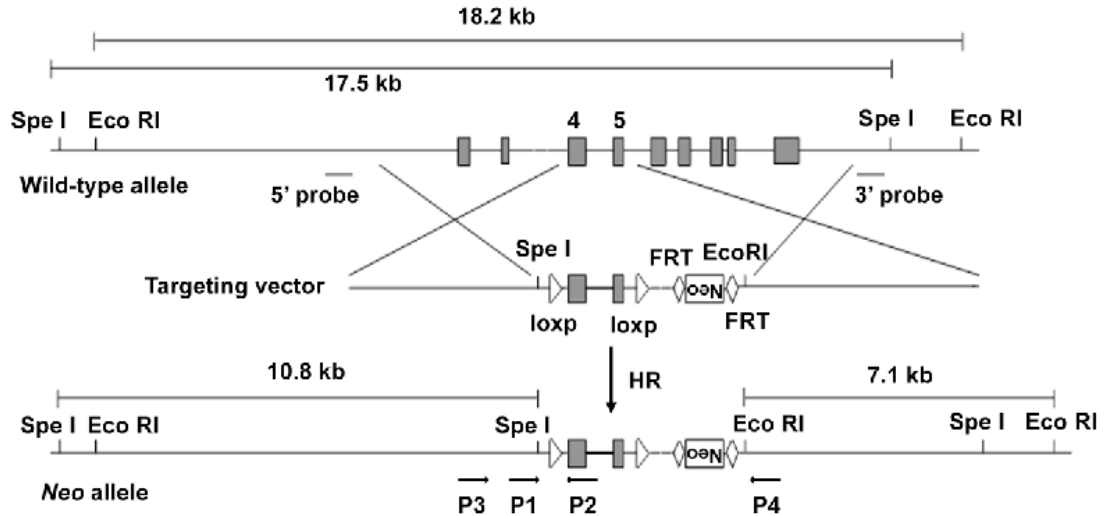 18.2 kb
17.5 kb
Spe I Eco RI 4 5 Spe I Eco RI
Wild-type allele
5' probe 3' probe
Spe I FRT EcoRI
Targeting vector Neo
loxp loxp FRT
10.8 kb HR 7.1 kb
Spe I Eco RI Spe I Eco RI Spe I Eco RI
Neo
Neo allele
P3 P1 P2 P4